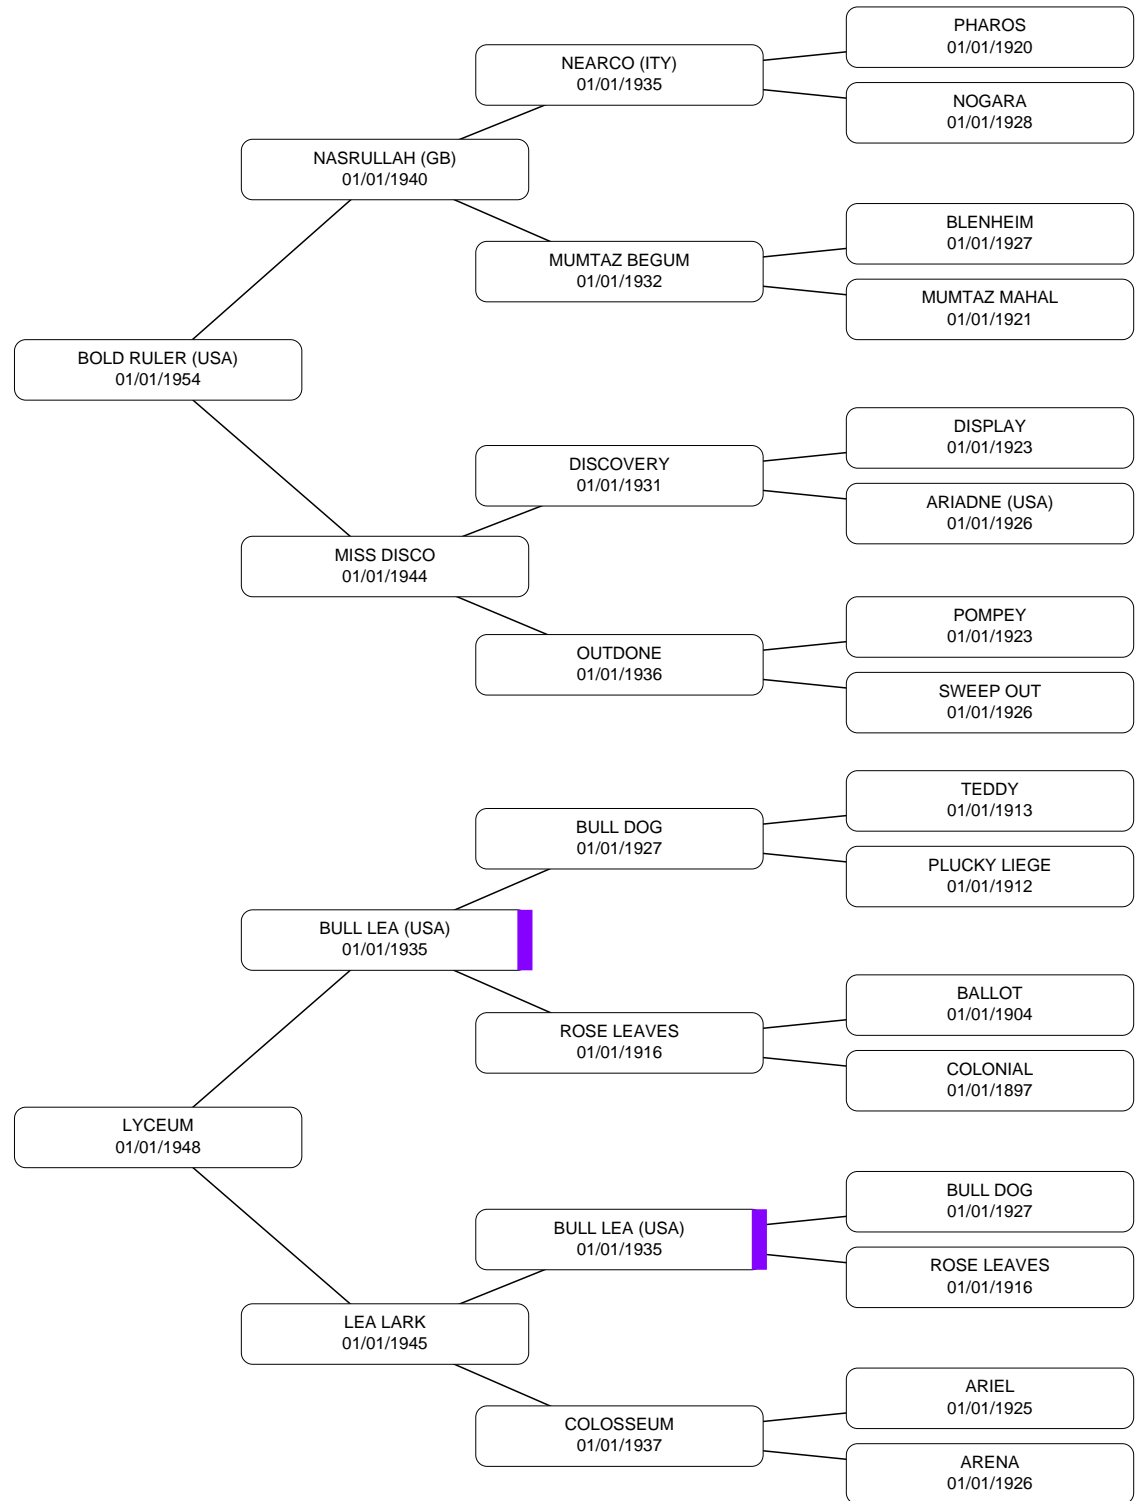 PHAROS
01/01/1920
NEARCO (ITY)
01/01/1935
NOGARA
01/01/1928
NASRULLAH (GB)
01/01/1940
BLENHEIM
01/01/1927
MUMTAZ BEGUM
01/01/1932
MUMTAZ MAHAL
01/01/1921
BOLD RULER (USA)
01/01/1954
DISPLAY
01/01/1923
DISCOVERY
01/01/1931
ARIADNE (USA)
01/01/1926
MISS DISCO
01/01/1944
POMPEY
01/01/1923
OUTDONE
01/01/1936
SWEEP OUT
01/01/1926
TEDDY
01/01/1913
BULL DOG
01/01/1927
PLUCKY LIEGE
01/01/1912
BULL LEA (USA)
01/01/1935
BALLOT
01/01/1904
ROSE LEAVES
01/01/1916
COLONIAL
01/01/1897
LYCEUM
01/01/1948
BULL DOG
01/01/1927
BULL LEA (USA)
01/01/1935
ROSE LEAVES
01/01/1916
LEA LARK
01/01/1945
ARIEL
01/01/1925
COLOSSEUM
01/01/1937
ARENA
01/01/1926